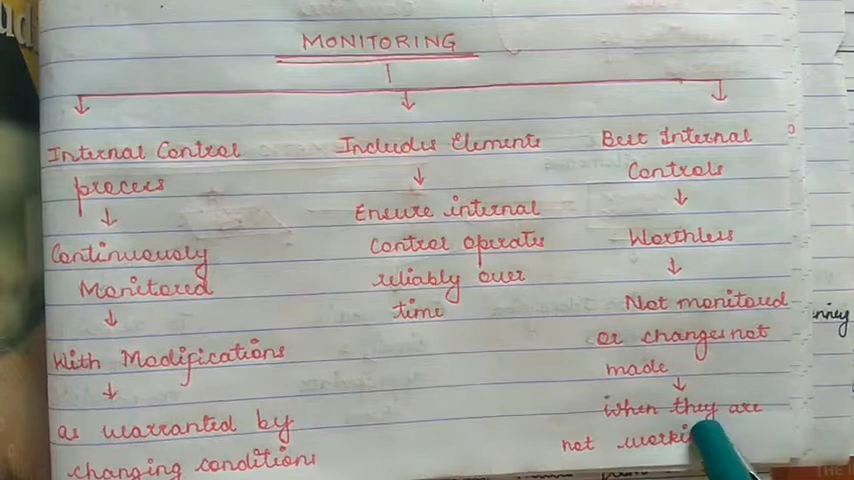 MONITORING
Internal Control
process
Continuously
Monitored
With Modifications
as warranted by
changing conditions
Includes Elements
Ensure internal
control operates
reliably over
time
Best Internal
Controls
Worthless
Not monitored
or changes not
made
when they are
not